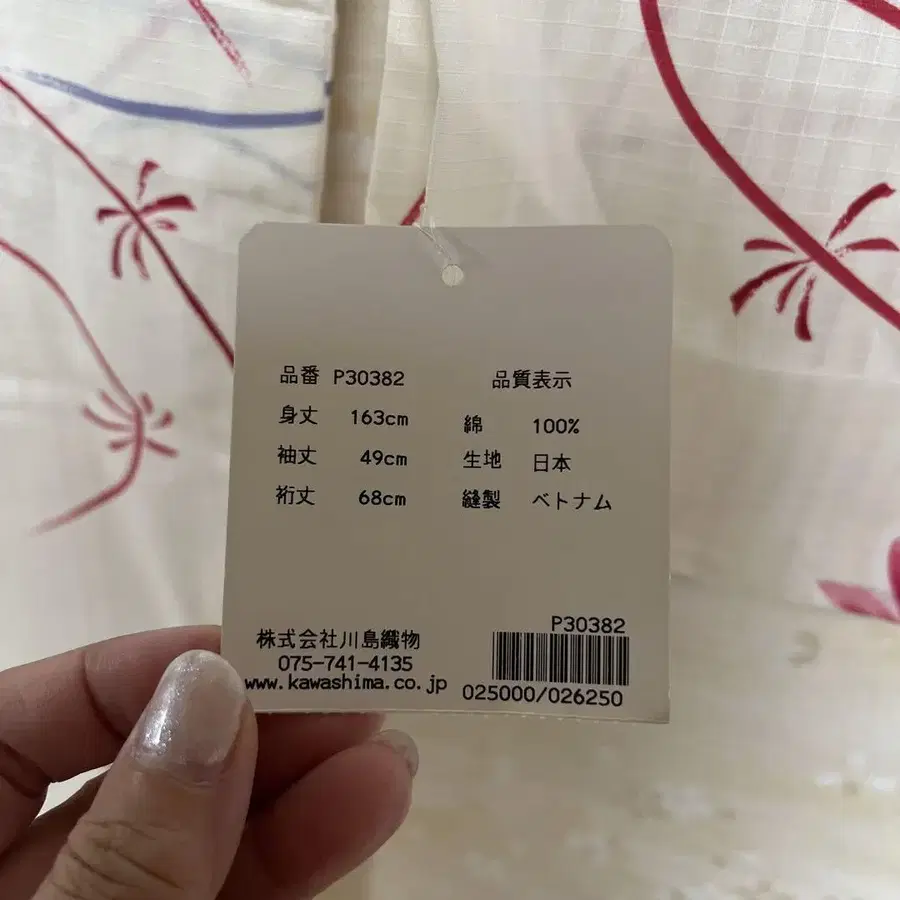 品番 P30382
身丈 163cm
袖丈 49cm
裄丈 68cm
品質表示
綿 100%
生地 日本
縫製 ベトナム
株式会社川島織物
075-741-4135
www.kawashima.co.jp
P30382
025000/026250